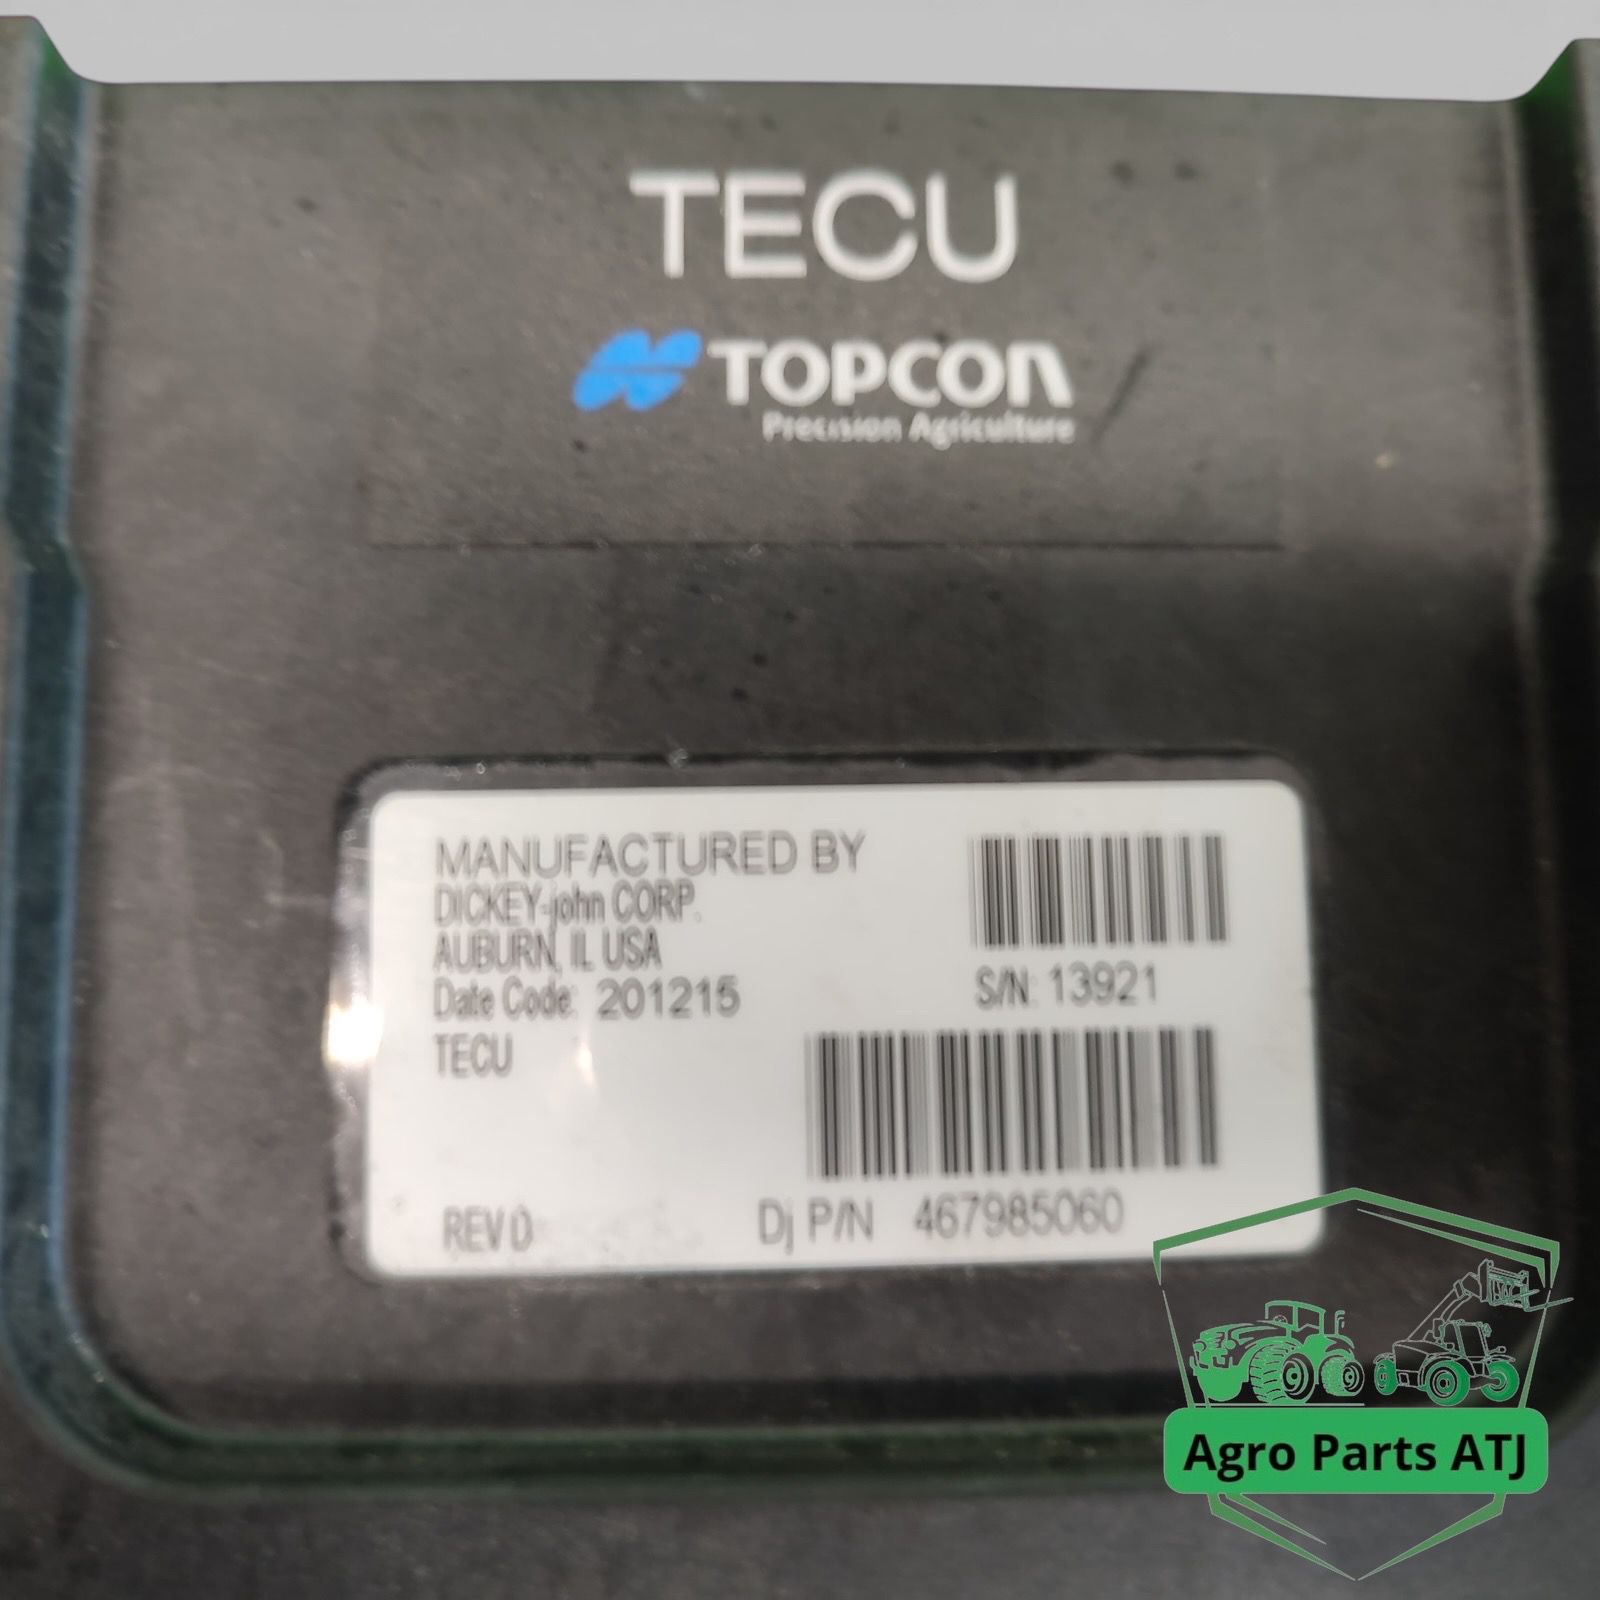 TECU
TOPCON
Precision Agriculture
MANUFACTURED BY
DICKEY-john CORP.
AUBURN, IL USA
Date Code: 201215
S/N: 13921
TECU
REV D
Dj P/N 467985060
Agro Parts ATJ